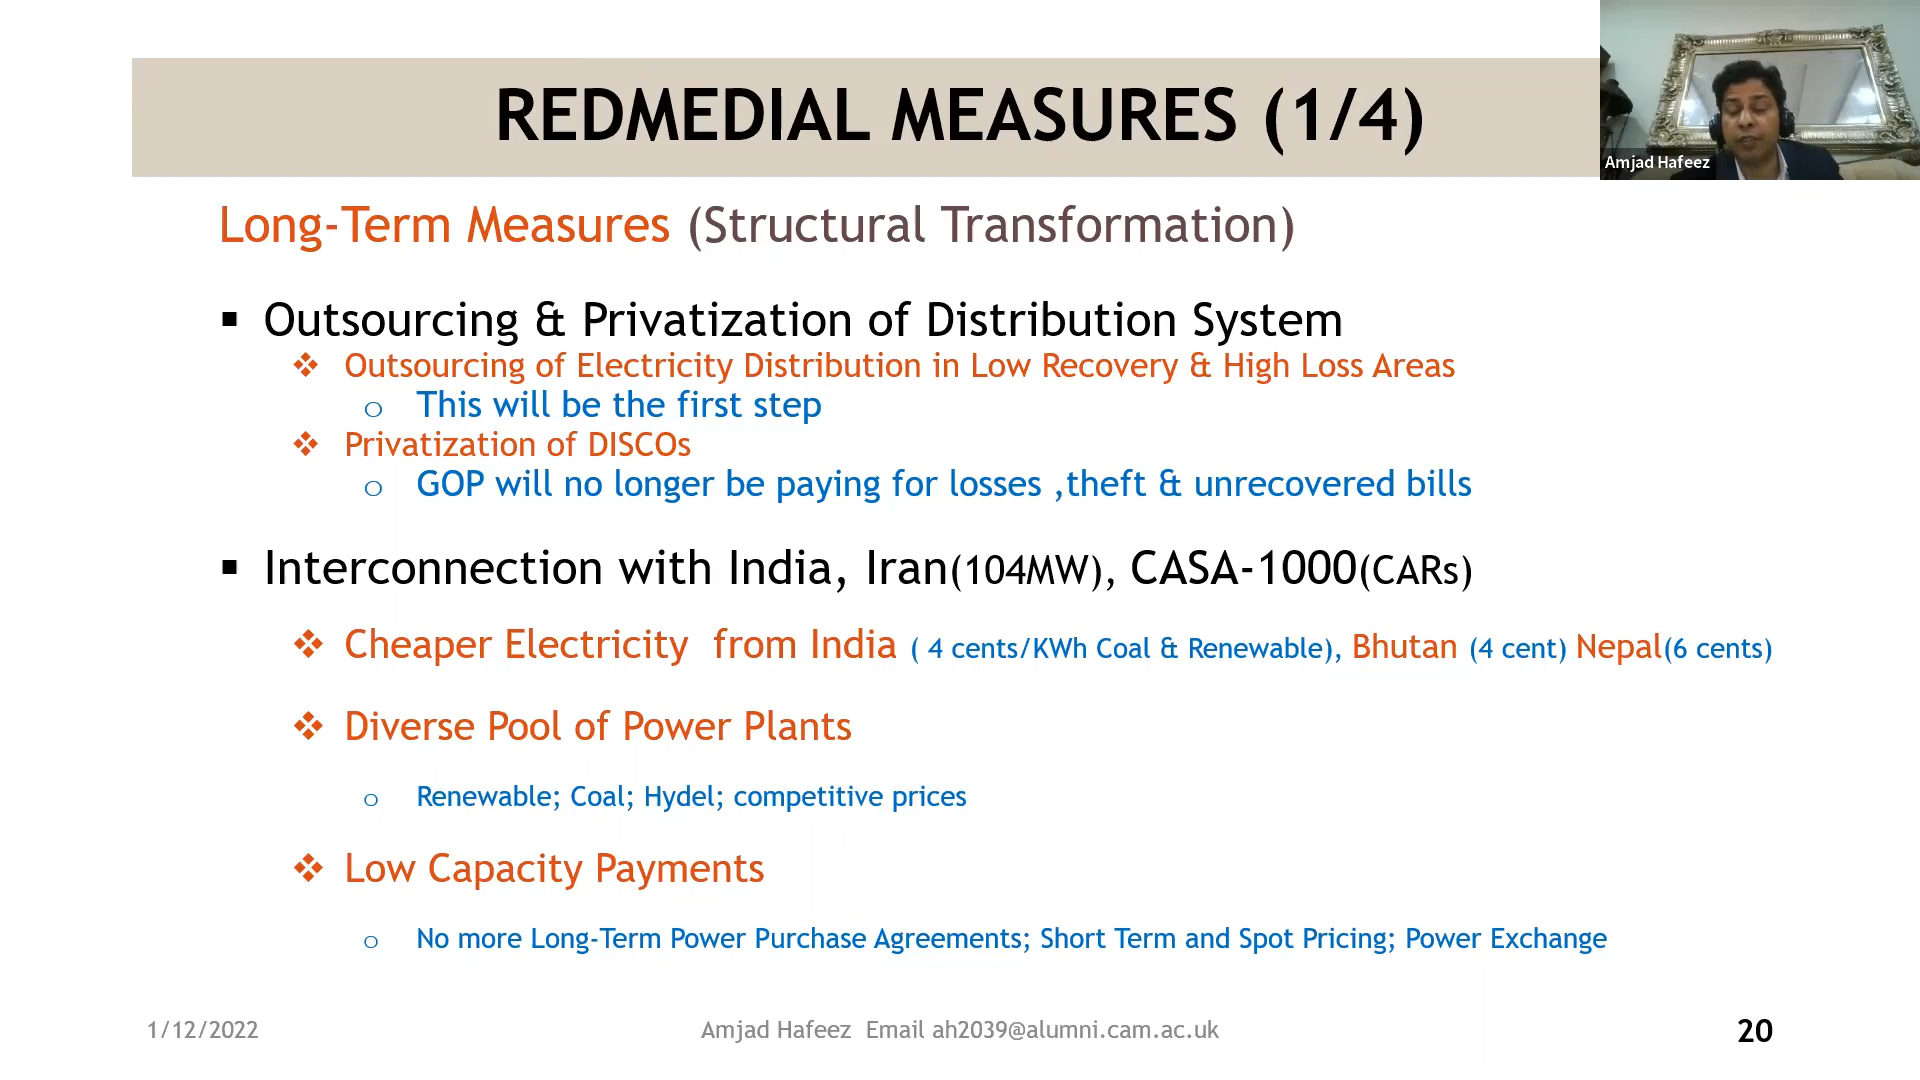 REDMEDIAL MEASURES (1/4)
Amjad Hafeez
Long-Term Measures (Structural Transformation)
▪ Outsourcing & Privatization of Distribution System
❖ Outsourcing of Electricity Distribution in Low Recovery & High Loss Areas
o This will be the first step
❖ Privatization of DISCOs
o GOP will no longer be paying for losses ,theft & unrecovered bills
▪ Interconnection with India, Iran(104MW), CASA-1000(CARs)
❖ Cheaper Electricity from India ( 4 cents/KWh Coal & Renewable), Bhutan (4 cent) Nepal(6 cents)
❖ Diverse Pool of Power Plants
o Renewable; Coal; Hydel; competitive prices
❖ Low Capacity Payments
o No more Long-Term Power Purchase Agreements; Short Term and Spot Pricing; Power Exchange
1/12/2022
Amjad Hafeez Email ah2039@alumni.cam.ac.uk
20